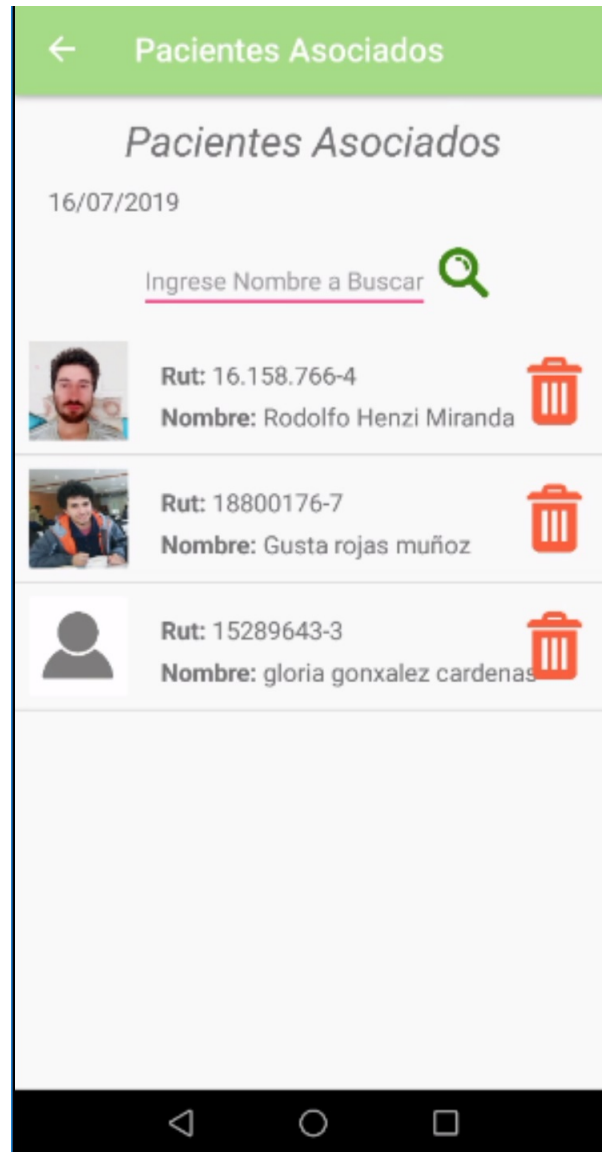 Pacientes Asociados
Pacientes Asociados
16/07/2019
Ingrese Nombre a Buscar
Rut: 16.158.766-4
Nombre: Rodolfo Henzi Miranda
Rut: 18800176-7
Nombre: Gusta rojas muñoz
Rut: 15289643-3
Nombre: gloria gonxalez cardenas